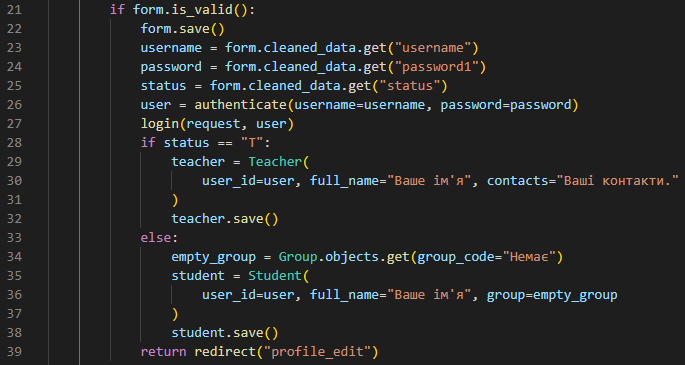 21 if form.is_valid():
22 form.save()
23 username = form.cleaned_data.get("username")
24 password = form.cleaned_data.get("password1")
25 status = form.cleaned_data.get("status")
26 user = authenticate(username=username, password=password)
27 login(request, user)
28 if status == "T":
29 teacher = Teacher(
30 user_id=user, full_name="Ваше ім'я", contacts="Ваші контакти."
31 )
32 teacher.save()
33 else:
34 empty_group = Group.objects.get(group_code="Немає")
35 student = Student(
36 user_id=user, full_name="Ваше ім'я", group=empty_group
37 )
38 student.save()
39 return redirect("profile_edit")